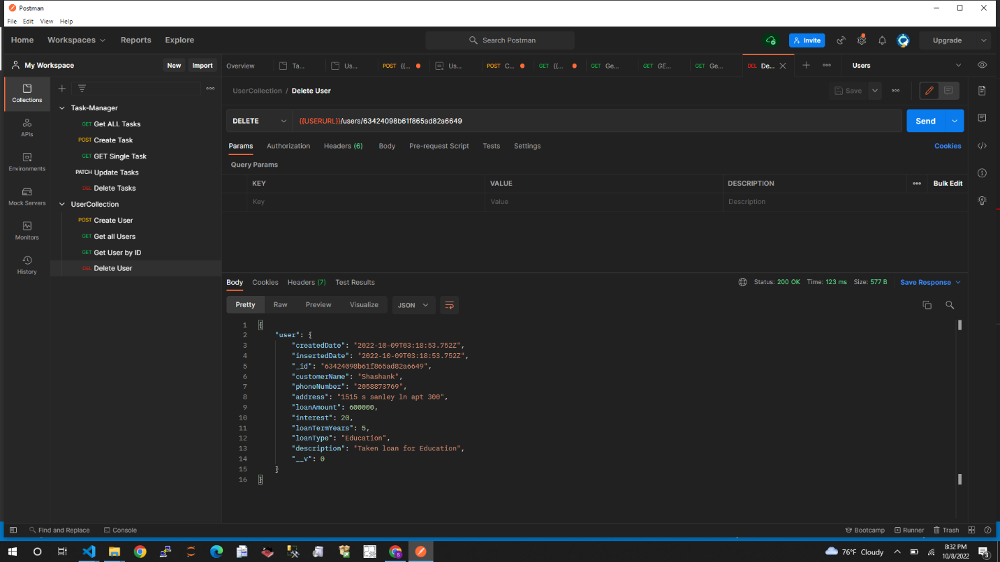 Postman
File Edit View Help
Home Workspaces Reports Explore Search Postman Invite Upgrade
My Workspace New Import
Overview Ta... Us... POST {{... Us... POST C... GET {{... GET Ge... GET GE... GET Ge... DEL De... Users
Collections
APIs
Environments
Mock Servers
Monitors
History
Task-Manager
GET Get ALL Tasks
POST Create Task
GET GET Single Task
PATCH Update Tasks
DEL Delete Tasks
UserCollection
POST Create User
GET Get all Users
GET Get User by ID
DEL Delete User
UserCollection / Delete User Save
DELETE {{USERURL}}/users/63424098b61f865ad82a6649 Send
Params Authorization Headers (6) Body Pre-request Script Tests Settings Cookies
Query Params
KEY VALUE DESCRIPTION Bulk Edit
Key Value Description
Body Cookies Headers (7) Test Results Status: 200 OK Time: 123 ms Size: 577 B Save Response
Pretty Raw Preview Visualize JSON
1 {
2 "user": {
3 "createdDate": "2022-10-09T03:18:53.752Z",
4 "insertedDate": "2022-10-09T03:18:53.752Z",
5 "_id": "63424098b61f865ad82a6649",
6 "customerName": "Shashank",
7 "phoneNumber": "2058873769",
8 "address": "1515 s sanley ln apt 300",
9 "loanAmount": 600000,
10 "interest": 20,
11 "loanTermYears": 5,
12 "loanType": "Education",
13 "description": "Taken loan for Education",
14 "__v": 0
15 }
16 }
Find and Replace Console Bootcamp Runner Trash
76°F Cloudy 8:32 PM
10/8/2022 3